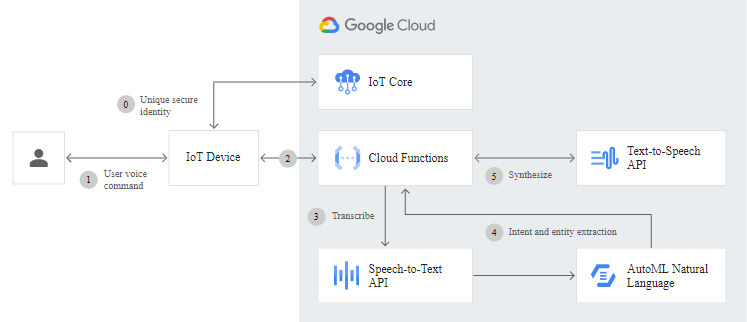 Google Cloud
IoT Core
0
Unique secure
identity
IoT Device
2
Cloud Functions
Text-to-Speech
API
1
User voice
command
5
Synthesize
3
Transcribe
4
Intent and entity extraction
Speech-to-Text
API
AutoML Natural
Language